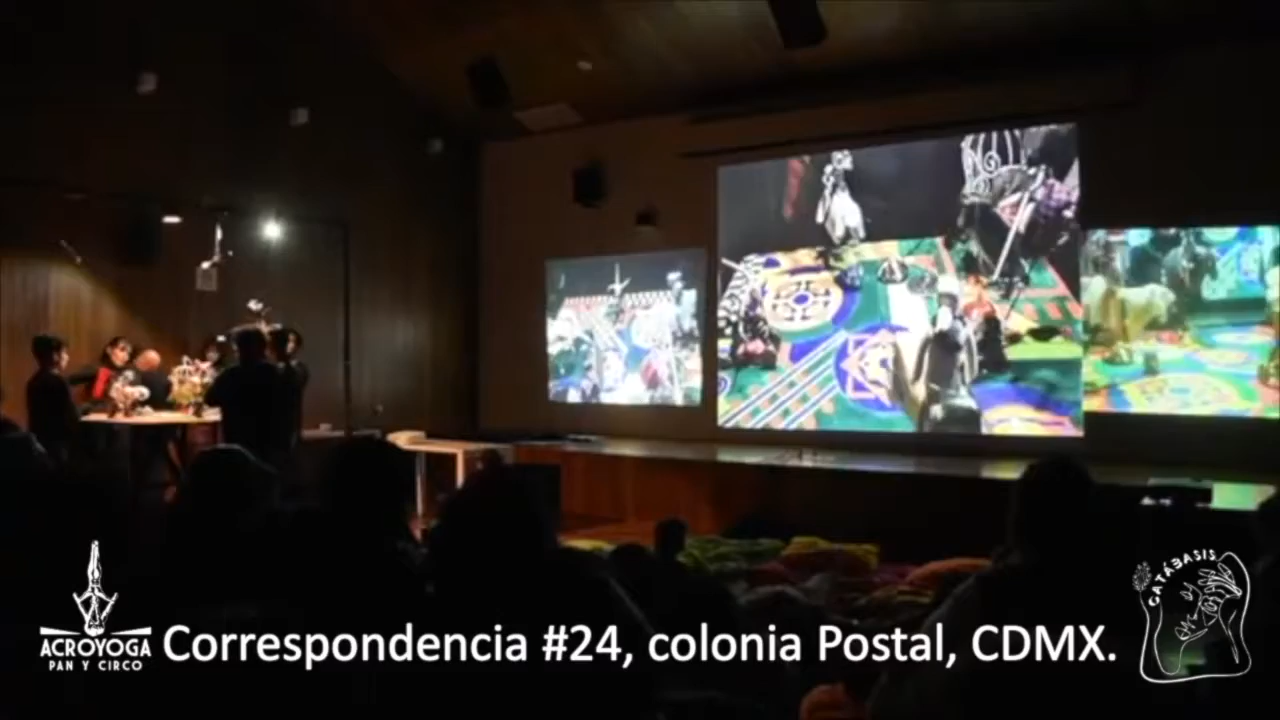 ACROYOGA
PAN Y CIRCO
Correspondencia #24, colonia Postal, CDMX.
CATÁBASIS